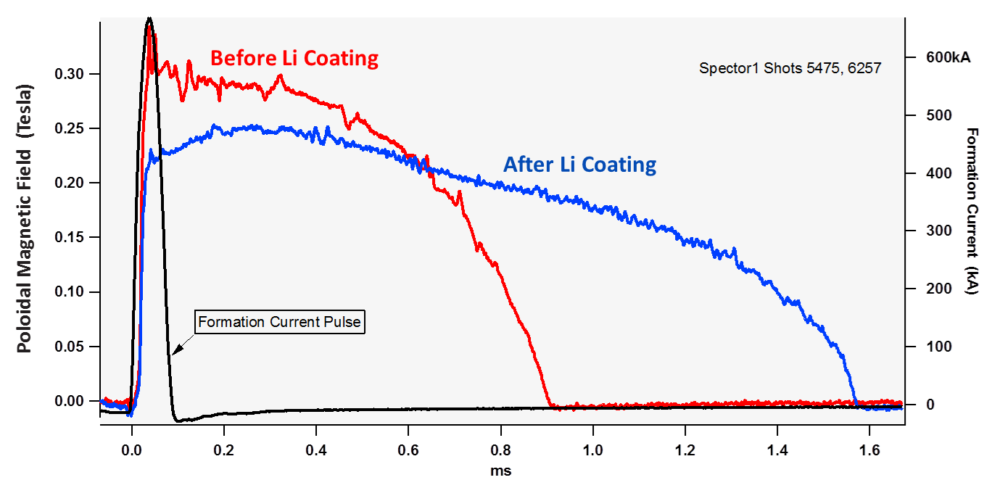 Before Li Coating
Spector1 Shots 5475, 6257
After Li Coating
Formation Current Pulse
Poloidal Magnetic Field (Tesla)
0.30
0.25
0.20
0.15
0.10
0.05
0.00
600kA
500
400
300
200
100
0
Formation Current (kA)
0.0 0.2 0.4 0.6 0.8 1.0 1.2 1.4 1.6
ms